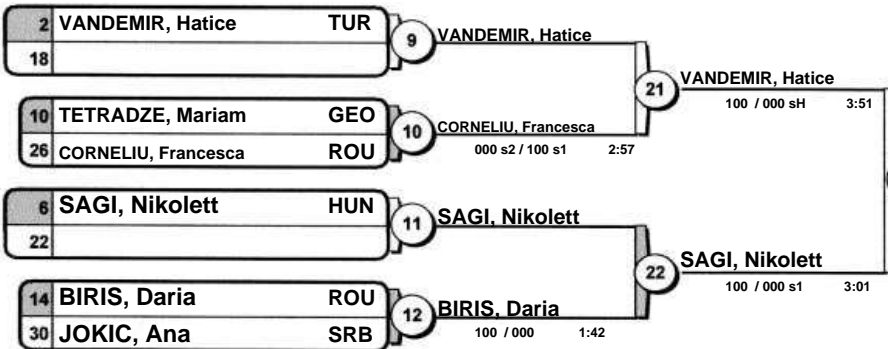 2 VANDEMIR, Hatice TUR
18
9 VANDEMIR, Hatice
10 TETRADZE, Mariam GEO
26 CORNELIU, Francesca ROU
10 CORNELIU, Francesca
000 s2 / 100 s1 2:57
21 VANDEMIR, Hatice
100 / 000 sH 3:51
6 SAGI, Nikolett HUN
22
11 SAGI, Nikolett
14 BIRIS, Daria ROU
30 JOKIC, Ana SRB
12 BIRIS, Daria
100 / 000 1:42
22 SAGI, Nikolett
100 / 000 s1 3:01